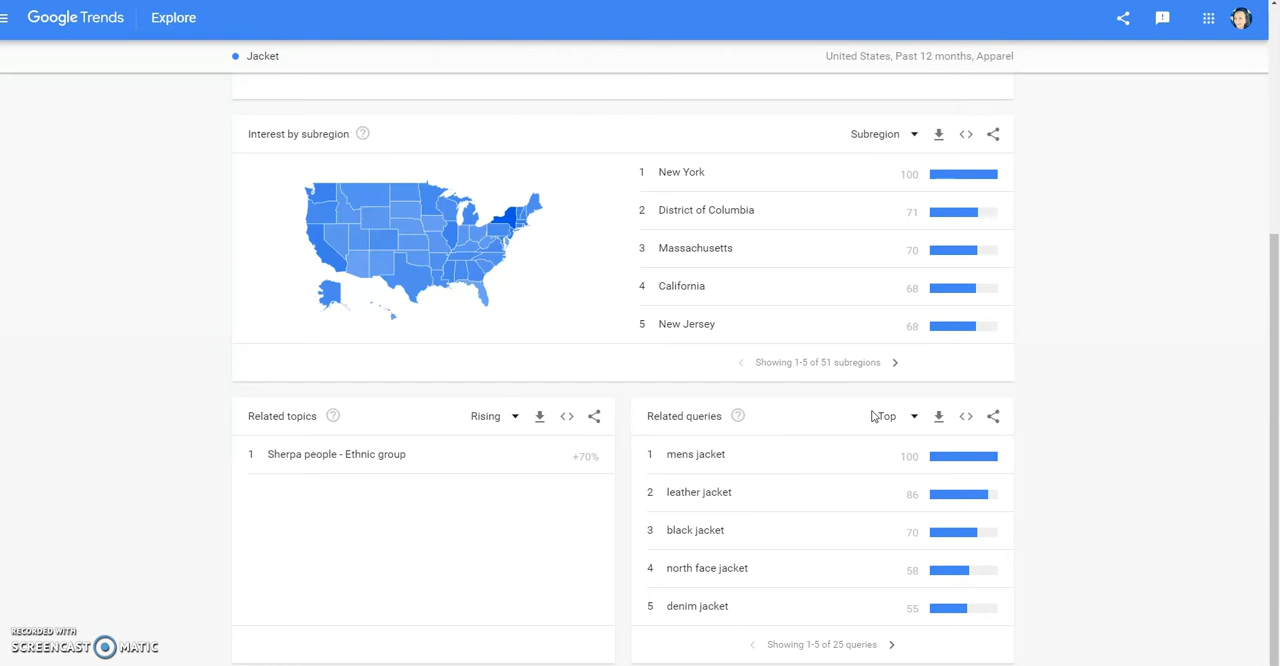 Google Trends Explore
Jacket United States, Past 12 months, Apparel
Interest by subregion Subregion
1 New York 100
2 District of Columbia 71
3 Massachusetts 70
4 California 68
5 New Jersey 68
Showing 1-5 of 51 subregions
Related topics Rising
1 Sherpa people - Ethnic group +70%
Related queries Top
1 mens jacket 100
2 leather jacket 86
3 black jacket 70
4 north face jacket 58
5 denim jacket 55
Showing 1-5 of 25 queries
RECORDED WITH
SCREENCAST MATIC